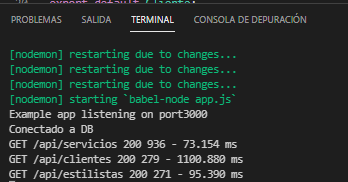 export default Cliente;
PROBLEMAS SALIDA TERMINAL CONSOLA DE DEPURACIÓN
[nodemon] restarting due to changes...
[nodemon] restarting due to changes...
[nodemon] restarting due to changes...
[nodemon] starting `babel-node app.js`
Example app listening on port3000
Conectado a DB
GET /api/servicios 200 936 - 73.154 ms
GET /api/clientes 200 279 - 1100.880 ms
GET /api/estilistas 200 271 - 95.390 ms